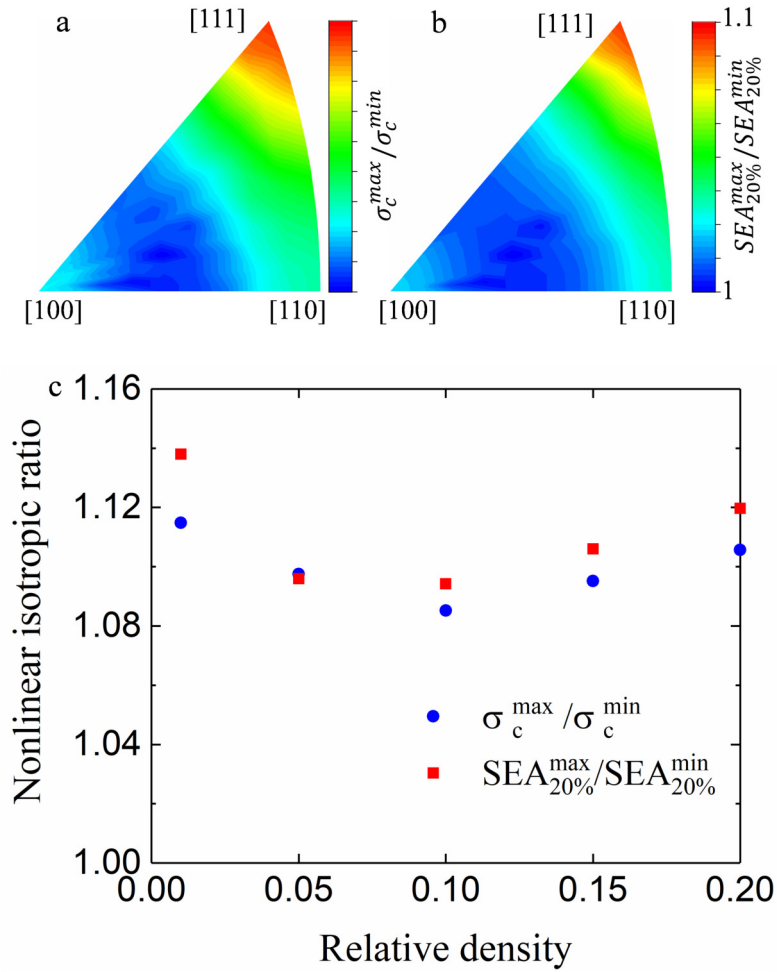 a
[111]
σ_c^max/σ_c^min
[100]
[110]
b
[111]
1.1
SEA_20%^max/SEA_20%^min
1
[100]
[110]
c
1.16
1.12
1.08
1.04
1.00
Nonlinear isotropic ratio
σ_c^max/σ_c^min
SEA_20%^max/SEA_20%^min
0.00
0.05
0.10
0.15
0.20
Relative density